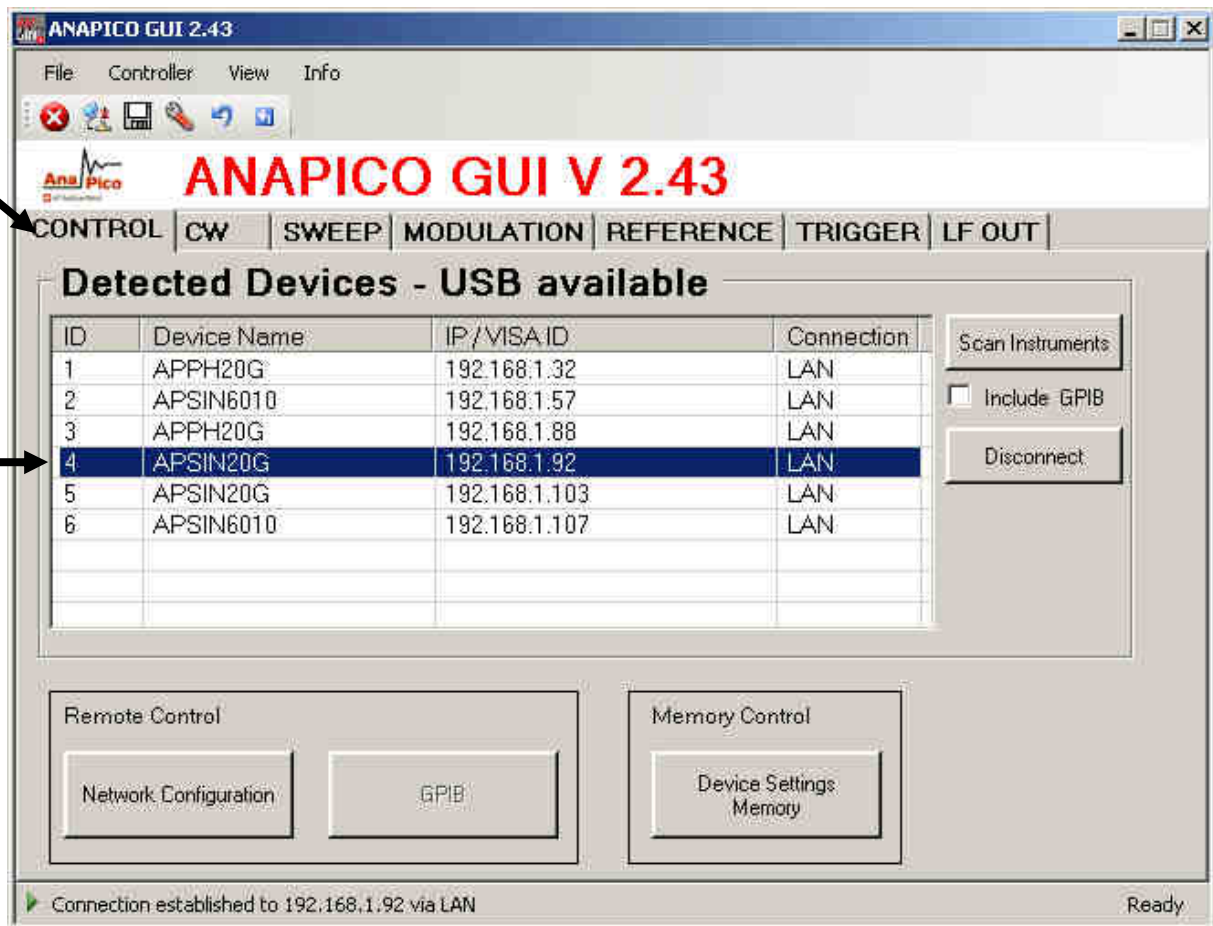 ANAPICO GUI 2.43
File Controller View Info
Ana Pico
ANAPICO GUI V 2.43
CONTROL CW SWEEP MODULATION REFERENCE TRIGGER LF OUT
Detected Devices - USB available
ID Device Name IP / VISA ID Connection
1 APPH20G 192.168.1.32 LAN
2 APSIN6010 192.168.1.57 LAN
3 APPH20G 192.168.1.88 LAN
4 APSIN20G 192.168.1.92 LAN
5 APSIN20G 192.168.1.103 LAN
6 APSIN6010 192.168.1.107 LAN
Scan Instruments
Include GPIB
Disconnect
Remote Control
Network Configuration
GPIB
Memory Control
Device Settings
Memory
Connection established to 192.168.1.92 via LAN
Ready